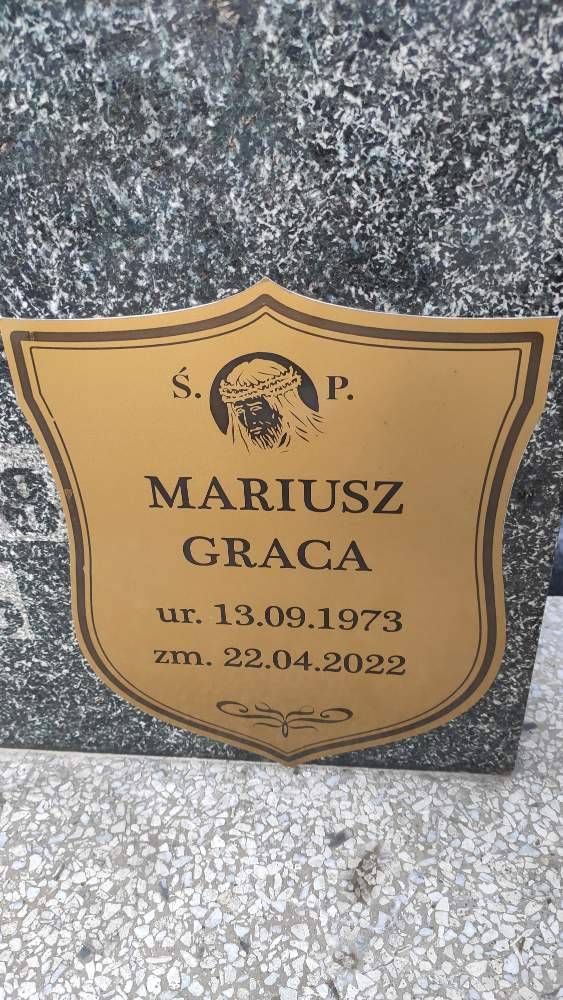 Ś. P.
MARIUSZ
GRACA
ur. 13.09.1973
zm. 22.04.2022